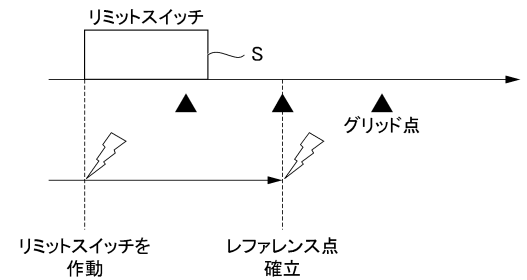 リミットスイッチ
S
グリッド点
リミットスイッチを
作動
レファレンス点
確立